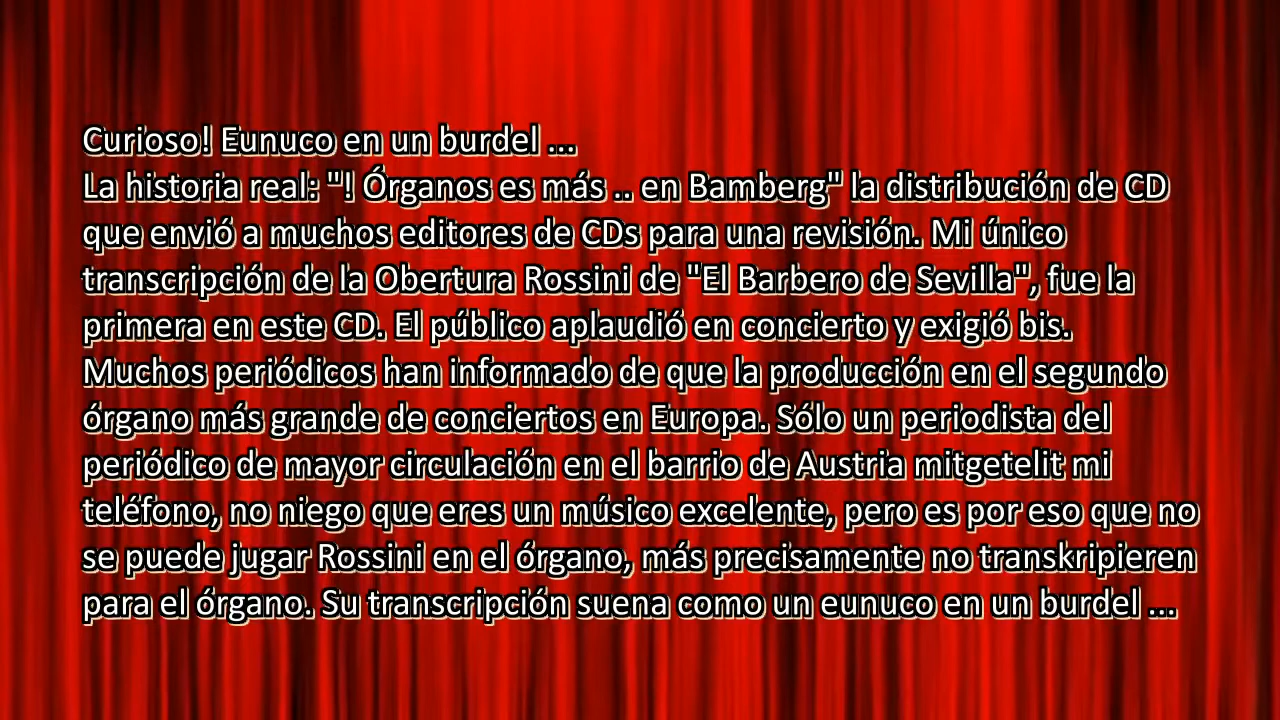 Curioso! Eunuco en un burdel ...
La historia real: "! Órganos es más .. en Bamberg" la distribución de CD
que envió a muchos editores de CDs para una revisión. Mi único
transcripción de la Obertura Rossini de "El Barbero de Sevilla", fue la
primera en este CD. El público aplaudió en concierto y exigió bis.
Muchos periódicos han informado de que la producción en el segundo
órgano más grande de conciertos en Europa. Sólo un periodista del
periódico de mayor circulación en el barrio de Austria mitgetelit mi
teléfono, no niego que eres un músico excelente, pero es por eso que no
se puede jugar Rossini en el órgano, más precisamente no transkripieren
para el órgano. Su transcripción suena como un eunuco en un burdel ...